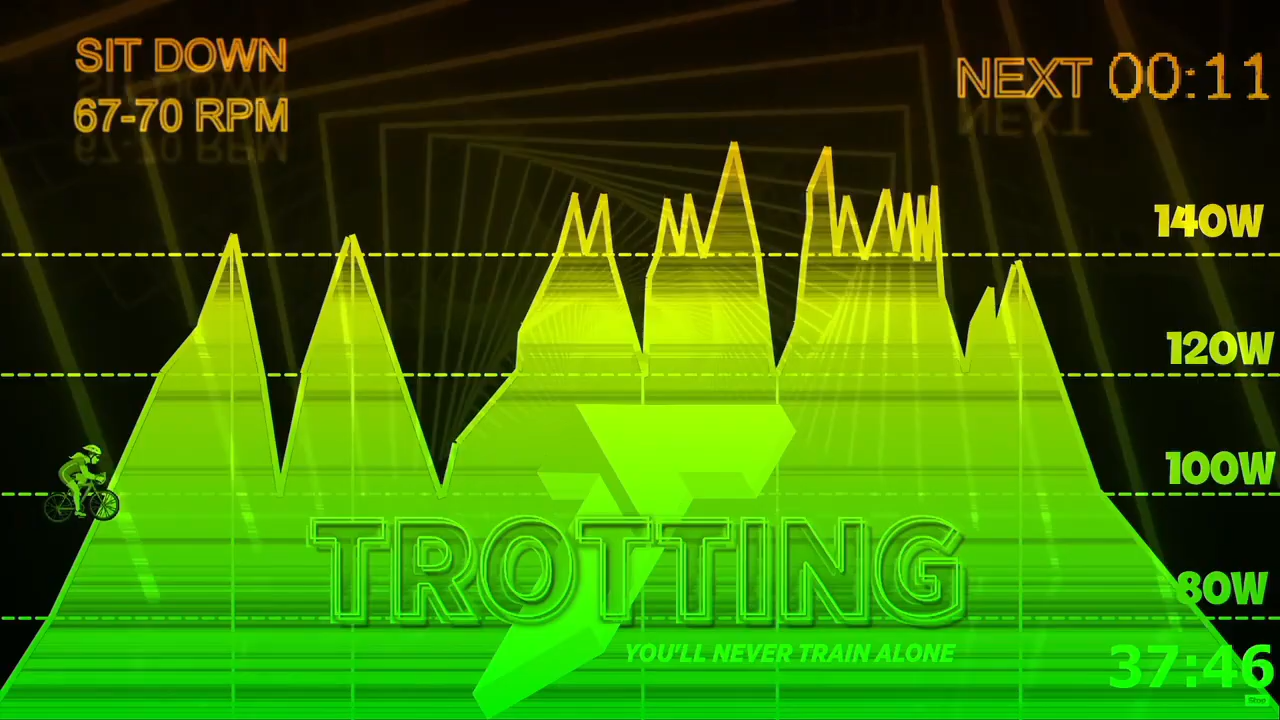 SIT DOWN
67-70 RPM
NEXT 00:11
140W
120W
100W
80W
TROTTING
YOU'LL NEVER TRAIN ALONE
37:46
Stop